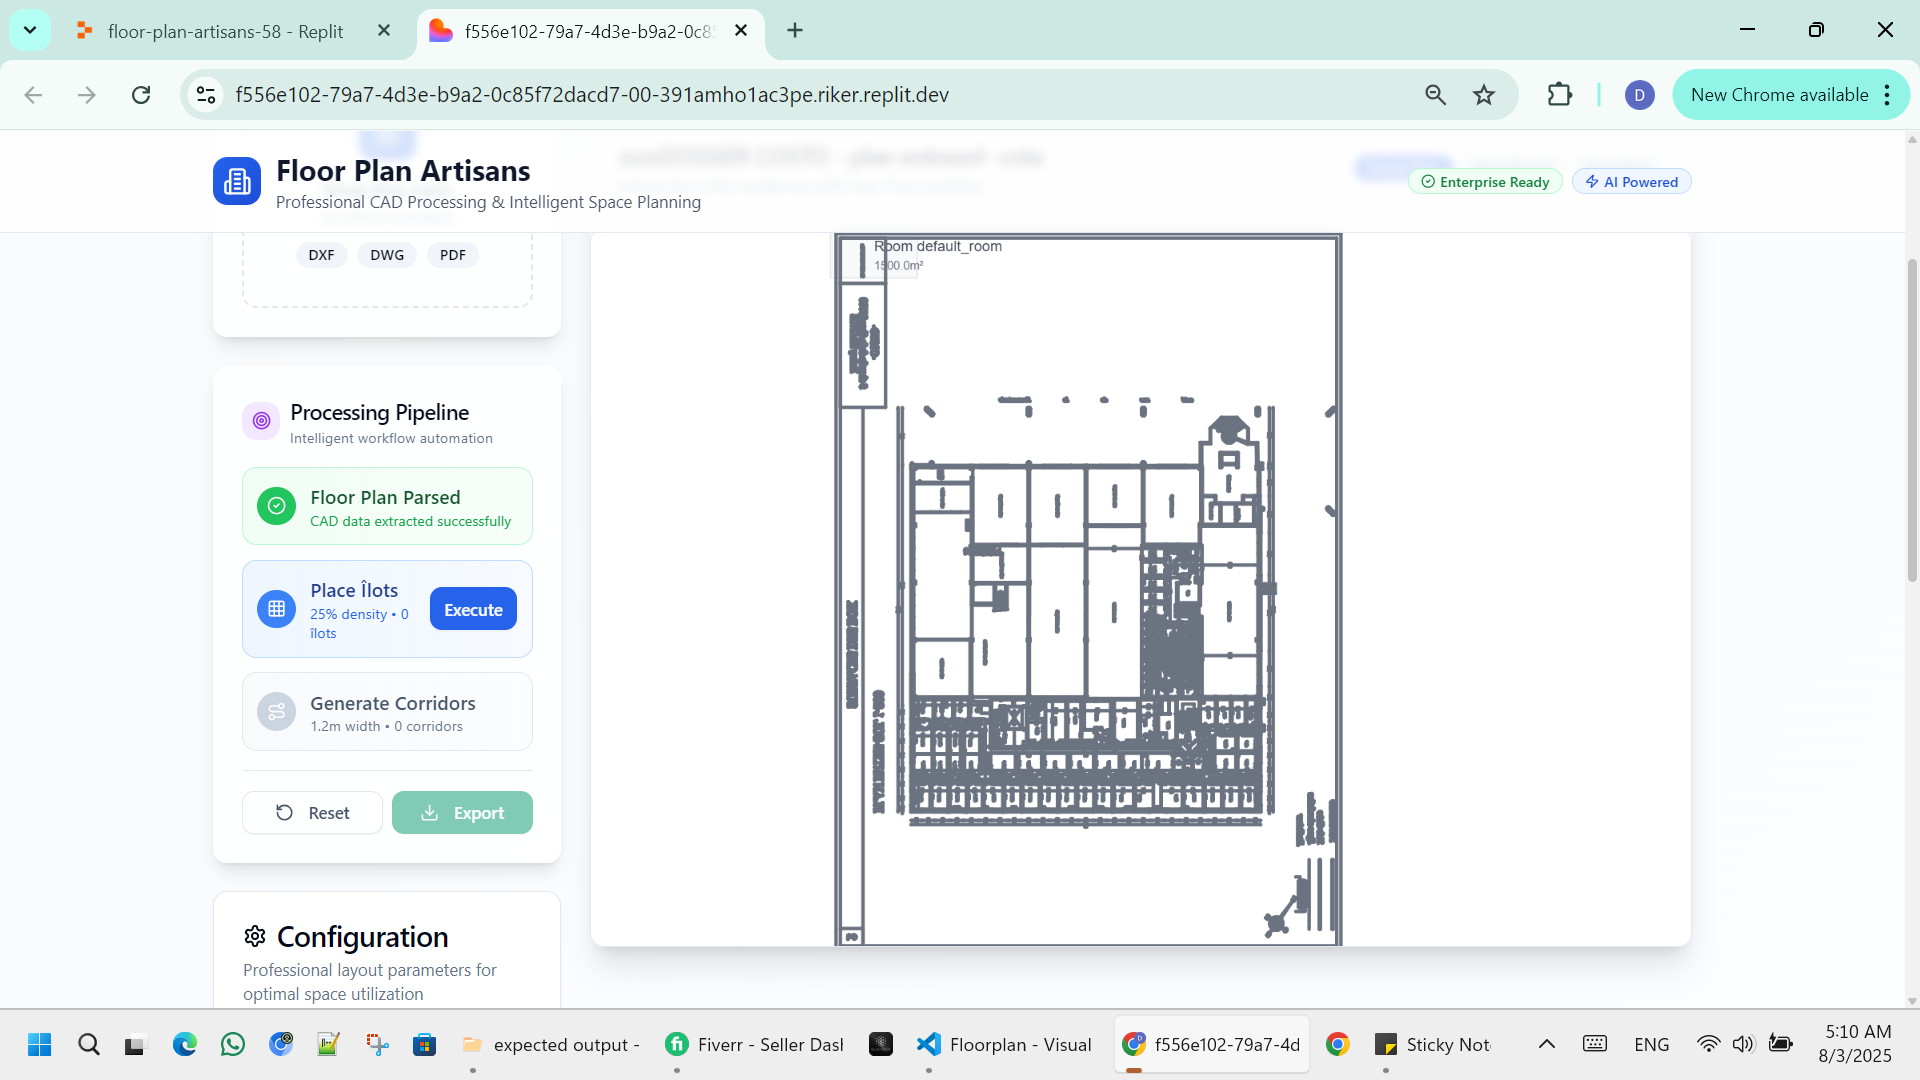 floor-plan-artisans-58 - Replit
f556e102-79a7-4d3e-b9a2-0c85
f556e102-79a7-4d3e-b9a2-0c85f72dacd7-00-391amho1ac3pe.riker.replit.dev
D
New Chrome available
Floor Plan Artisans
Professional CAD Processing & Intelligent Space Planning
Enterprise Ready
AI Powered
DXF
DWG
PDF
Room default_room
1500.0m²
Processing Pipeline
Intelligent workflow automation
Floor Plan Parsed
CAD data extracted successfully
Place Îlots
25% density • 0
îlots
Execute
Generate Corridors
1.2m width • 0 corridors
Reset
Export
Configuration
Professional layout parameters for
optimal space utilization
expected output -
Fiverr - Seller Dash
Floorplan - Visual
f556e102-79a7-4d
Sticky Not
ENG
5:10 AM
8/3/2025